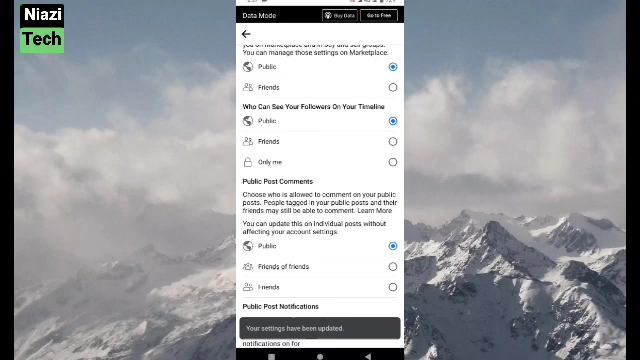 Niazi
Tech
Data Mode
Buy Data
Go to Free
You can manage those settings on Marketplace.
Public
Friends
Who Can See Your Followers On Your Timeline
Public
Friends
Only me
Public Post Comments
Choose who is allowed to comment on your public
posts. People tagged in your public posts and their
friends may still be able to comment. Learn More
You can update this on individual posts without
affecting your account settings.
Public
Friends of friends
Friends
Public Post Notifications
Your settings have been updated.
notifications on for